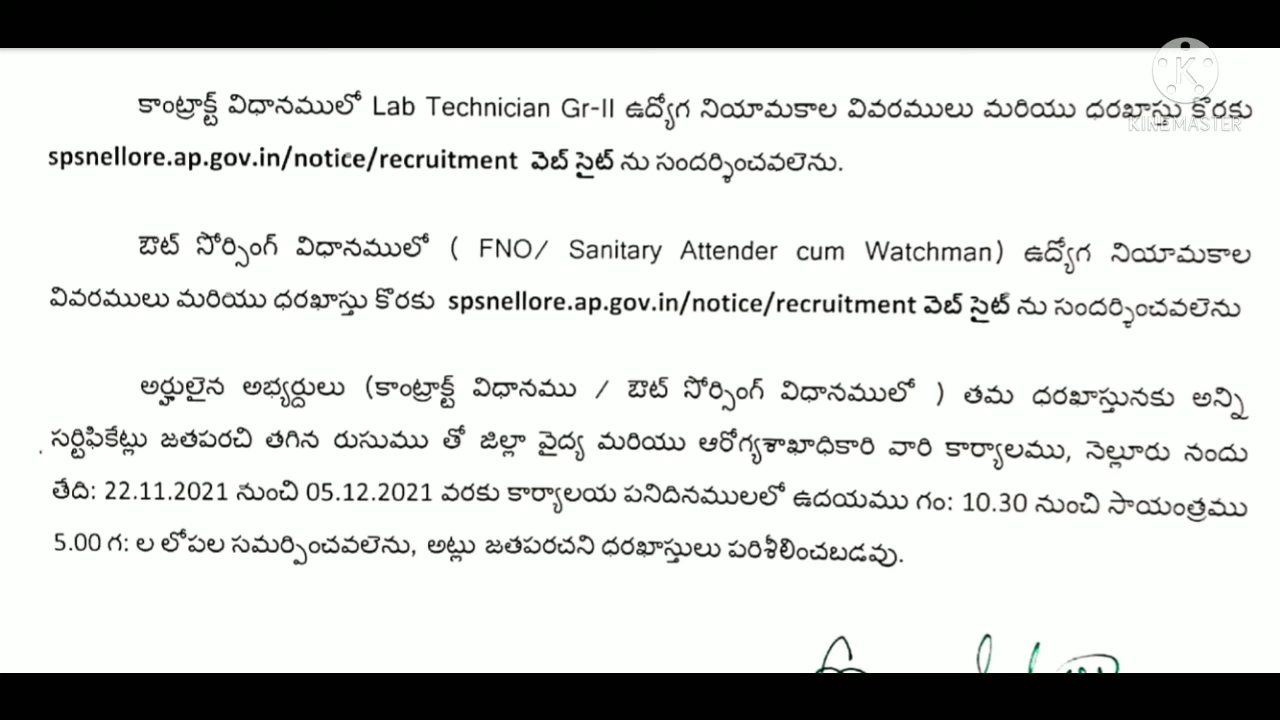 కాంట్రాక్ట్ విధానములో Lab Technician Gr-II ఉద్యోగ నియామకాల వివరములు మరియు ధరఖాస్తు కొరకు
spsnellore.ap.gov.in/notice/recruitment వెబ్ సైట్ ను సందర్శించవలెను.
ఔట్ సోర్సింగ్ విధానములో ( FNO/ Sanitary Attender cum Watchman) ఉద్యోగ నియామకాల
వివరములు మరియు ధరఖాస్తు కొరకు spsnellore.ap.gov.in/notice/recruitment వెబ్ సైట్ ను సందర్శించవలెను
అర్హులైన అభ్యర్దులు (కాంట్రాక్ట్ విధానము / ఔట్ సోర్సింగ్ విధానములో ) తమ ధరఖాస్తునకు అన్ని
సర్టిఫికేట్లు జతపరచి తగిన రుసుము తో జిల్లా వైద్య మరియు ఆరోగ్యశాఖాధికారి వారి కార్యాలము, నెల్లూరు నందు
తేది: 22.11.2021 నుంచి 05.12.2021 వరకు కార్యాలయ పనిదినములలో ఉదయము గం: 10.30 నుంచి సాయంత్రము
5.00 గ: ల లోపల సమర్పించవలెను, అట్లు జతపరచని ధరఖాస్తులు పరిశీలించబడవు.
K
KINEMASTER